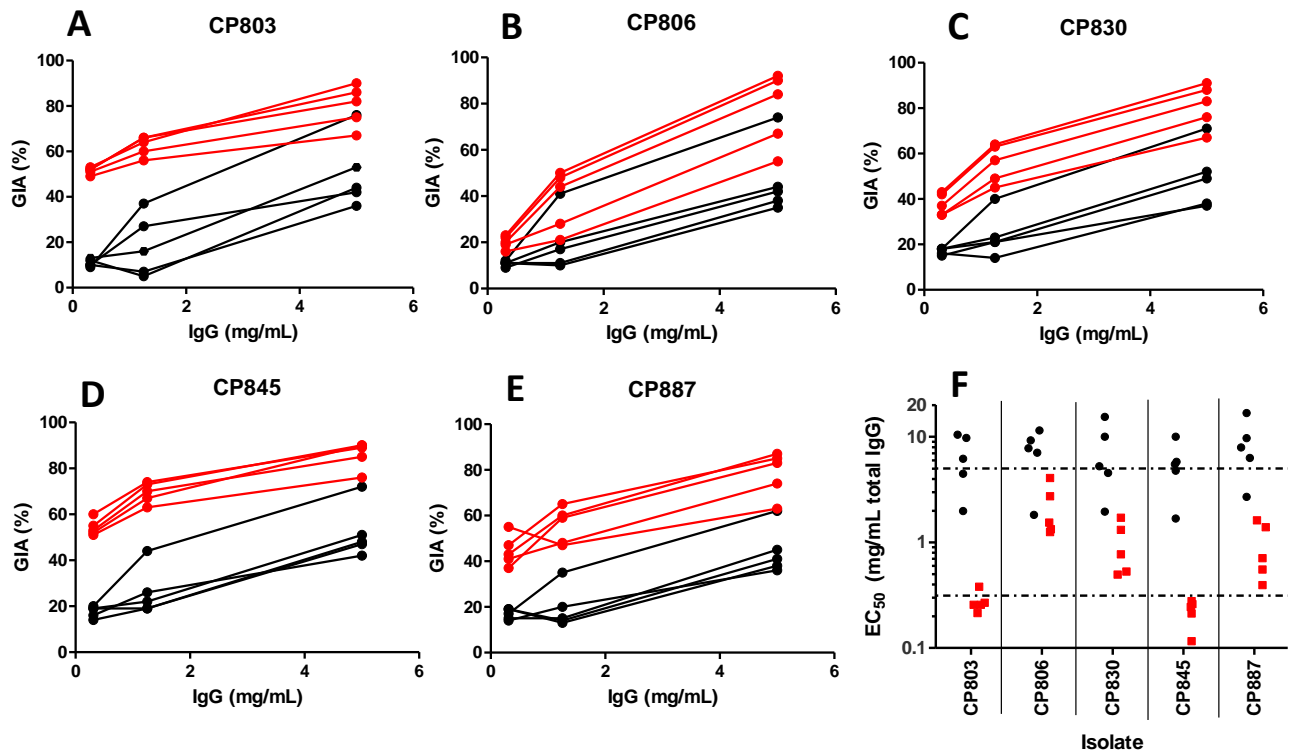 A
CP803
100
80
60
40
20
0
GIA (%)
0 2 4 6
IgG (mg/mL)
B
CP806
100
80
60
40
20
0
GIA (%)
0 2 4 6
IgG (mg/mL)
C
CP830
100
80
60
40
20
0
GIA (%)
0 2 4 6
IgG (mg/mL)
D
CP845
100
80
60
40
20
0
GIA (%)
0 2 4 6
IgG (mg/mL)
E
CP887
100
80
60
40
20
0
GIA (%)
0 2 4 6
IgG (mg/mL)
F
20
10
1
0.1
EC50 (mg/mL total IgG)
CP803 CP806 CP830 CP845 CP887
Isolate